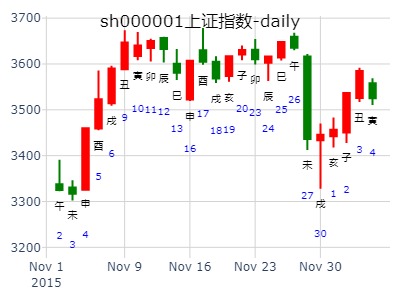 sh000001上证指数-daily
3700
3600
3500
3400
3300
3200
午 未 申 酉 戌 丑 寅 卯 辰 巳 申 酉 戌 亥 子 卯 辰 巳 午 未 戌 亥 子 丑 寅
2 3 4 5 6 9 10 11 12 13 16 17 18 19 20 23 24 25 26 27 30 1 2 3 4
Nov 1 Nov 9 Nov 16 Nov 23 Nov 30
2015